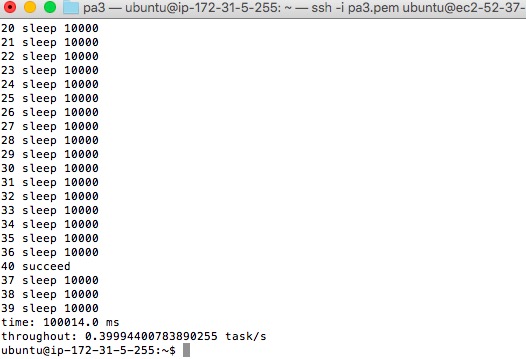 pa3 — ubuntu@ip-172-31-5-255: ~ — ssh -i pa3.pem ubuntu@ec2-52-37-
20 sleep 10000
21 sleep 10000
22 sleep 10000
23 sleep 10000
24 sleep 10000
25 sleep 10000
26 sleep 10000
27 sleep 10000
28 sleep 10000
29 sleep 10000
30 sleep 10000
31 sleep 10000
32 sleep 10000
33 sleep 10000
34 sleep 10000
35 sleep 10000
36 sleep 10000
40 succeed
37 sleep 10000
38 sleep 10000
39 sleep 10000
time: 100014.0 ms
throughout: 0.39994400783890255 task/s
ubuntu@ip-172-31-5-255:~$